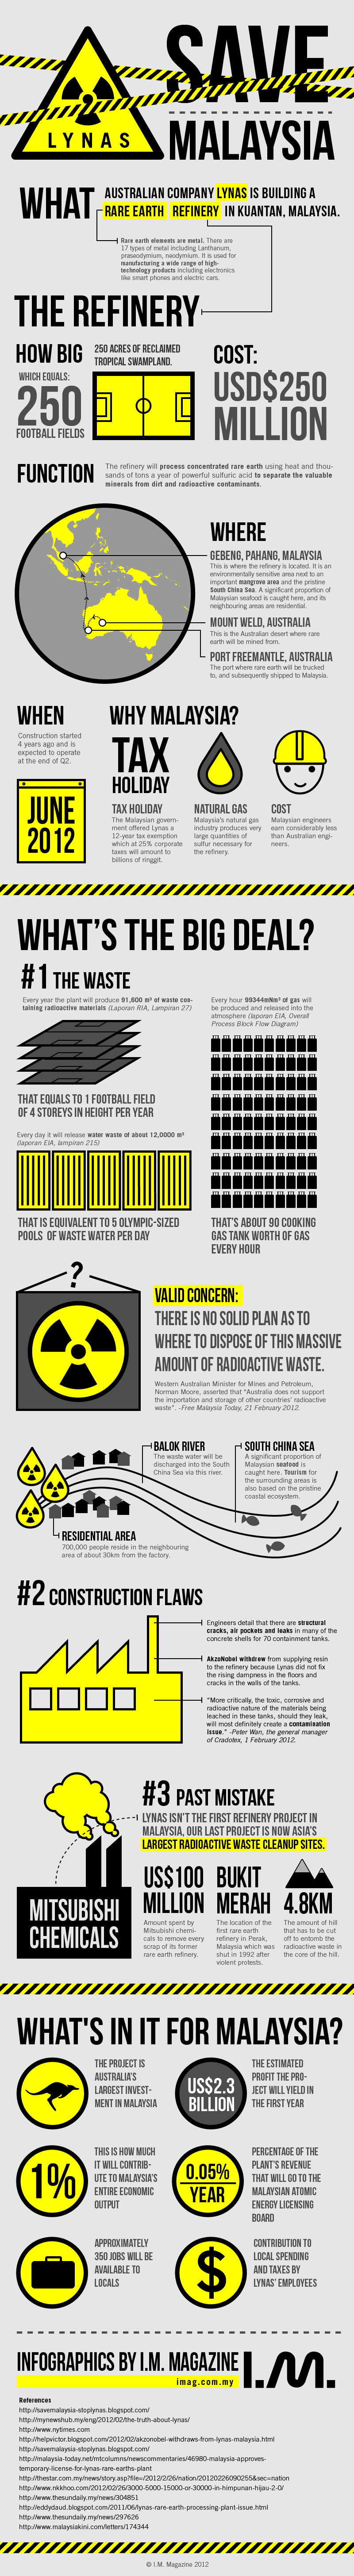 LYNAS
SAVE
MALAYSIA
WHAT
AUSTRALIAN COMPANY LYNAS IS BUILDING A
RARE EARTH REFINERY IN KUANTAN, MALAYSIA.
Rare earth elements are metal. There are
17 types of metal including Lanthanum,
praseodymium, neodymium. It is used for
manufacturing a wide range of high-
technology products including electronics
like smart phones and electric cars.
THE REFINERY
HOW BIG
WHICH EQUALS:
250
FOOTBALL FIELDS
250 ACRES OF RECLAIMED
TROPICAL SWAMPLAND.
COST:
USD$250
MILLION
FUNCTION
The refinery will process concentrated rare earth using heat and thou-
sands of tons a year of powerful sulfuric acid to separate the valuable
minerals from dirt and radioactive contaminants.
WHERE
GEBENG, PAHANG, MALAYSIA
This is where the refinery is located. It is an
environmentally sensitive area next to an
important mangrove area and the pristine
South China Sea. A significant proportion of
Malaysian seafood is caught here, and its
neighbouring areas are residential.
MOUNT WELD, AUSTRALIA
This is the Australian desert where rare
earth will be mined from.
PORT FREEMANTLE, AUSTRALIA
The port where rare earth will be trucked
to, and subsequently shipped to Malaysia.
WHEN
Construction started
4 years ago and is
expected to operate
at the end of Q2.
JUNE
2012
WHY MALAYSIA?
TAX
HOLIDAY
TAX HOLIDAY
The Malaysian govern-
ment offered Lynas a
12-year tax exemption
which at 25% corporate
taxes will amount to
billions of ringgit.
NATURAL GAS
Malaysia's natural gas
industry produces very
large quantities of
sulfur necessary for
the refinery.
COST
Malaysian engineers
earn considerably less
than Australian engi-
neers.
WHAT'S THE BIG DEAL?
#1 THE WASTE
Every year the plant will produce 91,600 m³ of waste con-
taining radioactive materials (Laporan RIA, Lampiran 27)
THAT EQUALS TO 1 FOOTBALL FIELD
OF 4 STOREYS IN HEIGHT PER YEAR
Every day it will release water waste of about 12,0000 m³
(laporan EIA, lampiran 215)
THAT IS EQUIVALENT TO 5 OLYMPIC-SIZED
POOLS OF WASTE WATER PER DAY
Every hour 99344mNm³ of gas will
be produced and released into the
atmosphere (laporan EIA, Overall
Process Block Flow Diagram)
THAT'S ABOUT 90 COOKING
GAS TANK WORTH OF GAS
EVERY HOUR
?
VALID CONCERN:
THERE IS NO SOLID PLAN AS TO
WHERE TO DISPOSE OF THIS MASSIVE
AMOUNT OF RADIOACTIVE WASTE.
Western Australian Minister for Mines and Petroleum,
Norman Moore, asserted that "Australia does not support
the importation and storage of other countries' radioactive
waste". -Free Malaysia Today, 21 February 2012.
BALOK RIVER
The waste water will be
discharged into the South
China Sea via this river.
SOUTH CHINA SEA
A significant proportion of
Malaysian seafood is
caught here. Tourism for
the surrounding areas is
also based on the pristine
coastal ecosystem.
RESIDENTIAL AREA
700,000 people reside in the neighbouring
area of about 30km from the factory.
#2 CONSTRUCTION FLAWS
Engineers detail that there are structural
cracks, air pockets and leaks in many of the
concrete shells for 70 containment tanks.
AkzoNobel withdrew from supplying resin
to the refinery because Lynas did not fix
the rising dampness in the floors and
cracks in the walls of the tanks.
"More critically, the toxic, corrosive and
radioactive nature of the materials being
leached in these tanks, should they leak,
will most definitely create a contamination
issue." -Peter Wan, the general manager
of Cradotex, 1 February 2012.
#3 PAST MISTAKE
LYNAS ISN'T THE FIRST REFINERY PROJECT IN
MALAYSIA, OUR LAST PROJECT IS NOW ASIA'S
LARGEST RADIOACTIVE WASTE CLEANUP SITES.
MITSUBISHI
CHEMICALS
US$100
MILLION
Amount spent by
Mitsubishi chemi-
cals to remove every
scrap of its former
rare earth refinery.
BUKIT
MERAH
The location of the
first rare earth
refinery in Perak,
Malaysia which was
shut in 1992 after
violent protests.
4.8KM
The amount of hill
that has to be cut
off to entomb the
radioactive waste in
the core of the hill.
WHAT'S IN IT FOR MALAYSIA?
THE PROJECT IS
AUSTRALIA'S
LARGEST INVEST-
MENT IN MALAYSIA
US$2.3
BILLION
THE ESTIMATED
PROFIT THE PRO-
JECT WILL YIELD IN
THE FIRST YEAR
1%
THIS IS HOW MUCH
IT WILL CONTRIB-
UTE TO MALAYSIA'S
ENTIRE ECONOMIC
OUTPUT
0.05%
YEAR
PERCENTAGE OF THE
PLANT'S REVENUE
THAT WILL GO TO THE
MALAYSIAN ATOMIC
ENERGY LICENSING
BOARD
APPROXIMATELY
350 JOBS WILL BE
AVAILABLE TO
LOCALS
$
CONTRIBUTION TO
LOCAL SPENDING
AND TAXES BY
LYNAS' EMPLOYEES
INFOGRAPHICS BY I.M. MAGAZINE
imag.com.my
I.M.
References
http://savemalaysia-stoplynas.blogspot.com/
http://mynewshub.my/eng/2012/02/the-truth-about-lynas/
http://www.nytimes.com
http://helpvictor.blogspot.com/2012/02/akzonobel-withdraws-from-lynas-malaysia.html
http://savemalaysia-stoplynas.blogspot.com/
http://malaysia-today.net/mtcolumns/newscommentaries/46980-malaysia-approves-
temporary-license-for-lynas-rare-earths-plant
http://thestar.com.my/news/story.asp?file=/2012/2/26/nation/20120226090255&sec=nation
http://www.nkkhoo.com/2012/02/26/3000-5000-15000-or-30000-in-himpunan-hijau-2-0/
http://www.thesundaily.my/news/304851
http://eddydaud.blogspot.com/2011/06/lynas-rare-earth-processing-plant-issue.html
http://www.thesundaily.my/news/297626
http://www.malaysiakini.com/letters/174344
© I.M. Magazine 2012